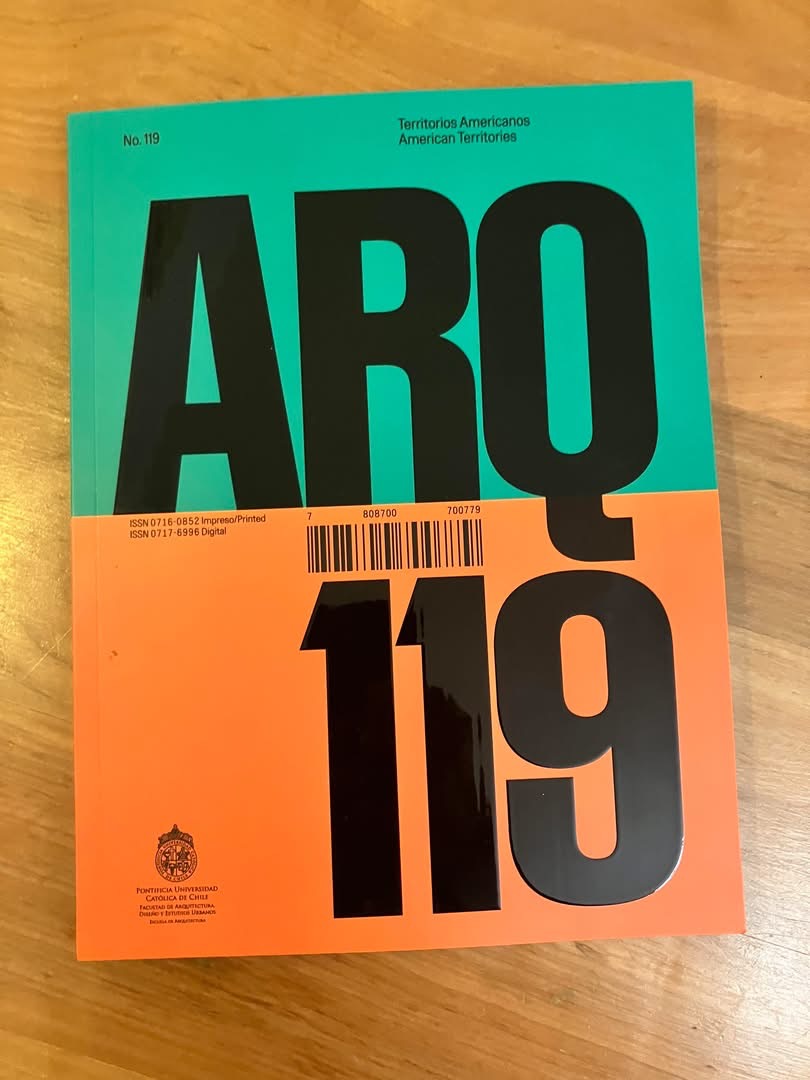 No. 119
Territorios Americanos
American Territories
ARQ
ISSN 0716-0852 Impreso/Printed
ISSN 0717-6996 Digital
7 808700 700779
119
PONTIFICIA UNIVERSIDAD
CATÓLICA DE CHILE
FACULTAD DE ARQUITECTURA,
DISEÑO Y ESTUDIOS URBANOS
ESCUELA DE ARQUITECTURA